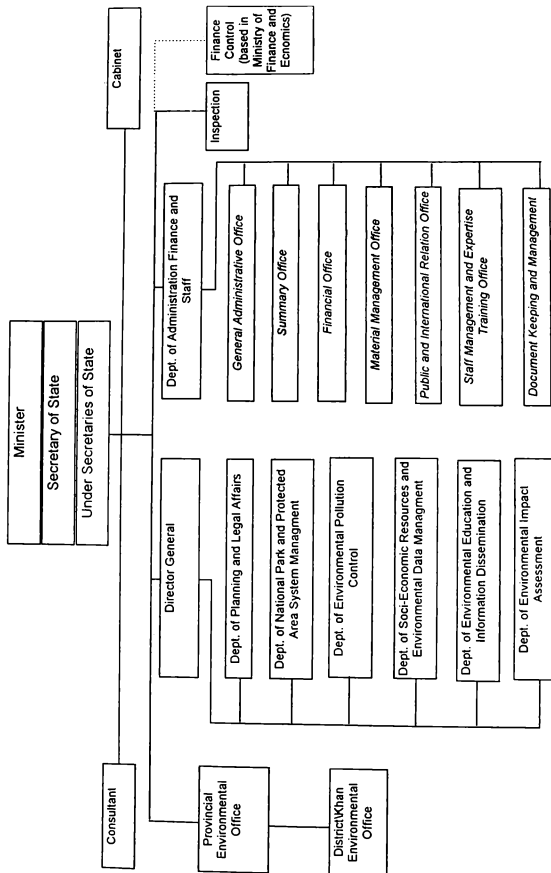 Minister
Secretary of State
Under Secretaries of State
Consultant
Cabinet
Provincial
Environmental
Office
District\Khan
Environmental
Office
Director General
Dept. of Planning and Legal Affairs
Dept. of National Park and Protected
Area System Managment
Dept. of Environmental Pollution
Control
Dept. of Soci-Economic Resources and
Environmental Data Managment
Dept. of Environmental Education and
Information Dissemination
Dept. of Environmental Impact
Assessment
Dept. of Administration Finance and
Staff
General Administrative Office
Summary Office
Financial Office
Material Management Office
Public and International Relation Office
Staff Management and Expertise
Training Office
Document Keeping and Management
Inspection
Finance
Control
(based in
Ministry of
Finance and
Ecnomics)